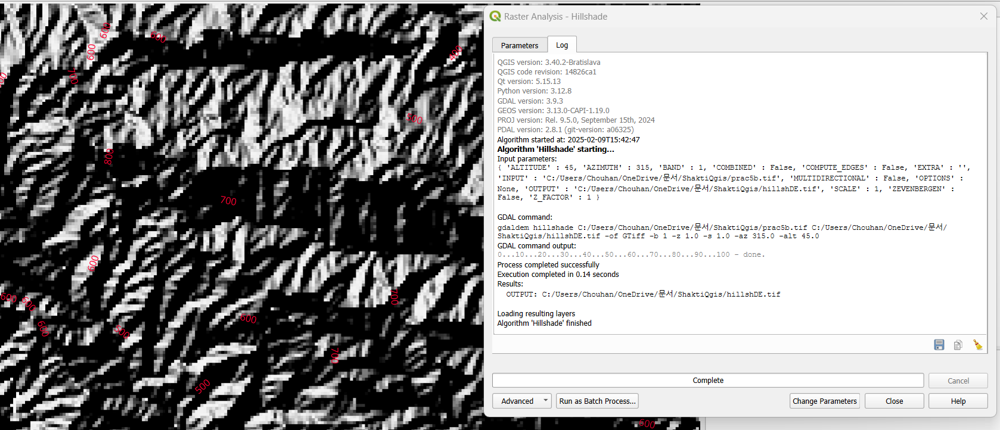 Raster Analysis - Hillshade
Parameters
Log
QGIS version: 3.40.2-Bratislava
QGIS code revision: 14826ca1
Qt version: 5.15.13
Python version: 3.12.8
GDAL version: 3.9.3
GEOS version: 3.13.0-CAPI-1.19.0
PROJ version: Rel. 9.5.0, September 15th, 2024
PDAL version: 2.8.1 (git-version: a06325)
Algorithm started at: 2025-02-09T15:42:47
Algorithm 'Hillshade' starting…
Input parameters:
{ 'ALTITUDE' : 45, 'AZIMUTH' : 315, 'BAND' : 1, 'COMBINED' : False, 'COMPUTE_EDGES' : False, 'EXTRA' : '',
'INPUT' : 'C:/Users/Chouhan/OneDrive/문서/ShaktiQgis/prac5b.tif', 'MULTIDIRECTIONAL' : False, 'OPTIONS' :
None, 'OUTPUT' : 'C:/Users/Chouhan/OneDrive/문서/ShaktiQgis/hillshDE.tif', 'SCALE' : 1, 'ZEVENBERGEN' :
False, 'Z_FACTOR' : 1 }
GDAL command:
gdaldem hillshade C:/Users/Chouhan/OneDrive/문서/ShaktiQgis/prac5b.tif C:/Users/Chouhan/OneDrive/문서/
ShaktiQgis/hillshDE.tif -of GTiff -b 1 -z 1.0 -s 1.0 -az 315.0 -alt 45.0
GDAL command output:
0...10...20...30...40...50...60...70...80...90...100 - done.
Process completed successfully
Execution completed in 0.14 seconds
Results:
OUTPUT: C:/Users/Chouhan/OneDrive/문서/ShaktiQgis/hillshDE.tif
Loading resulting layers
Algorithm 'Hillshade' finished
Complete
Cancel
Advanced
Run as Batch Process…
Change Parameters
Close
Help
600
500
600
400
700
500
800
700
600
600
600
700
600
600
500
700
500
600